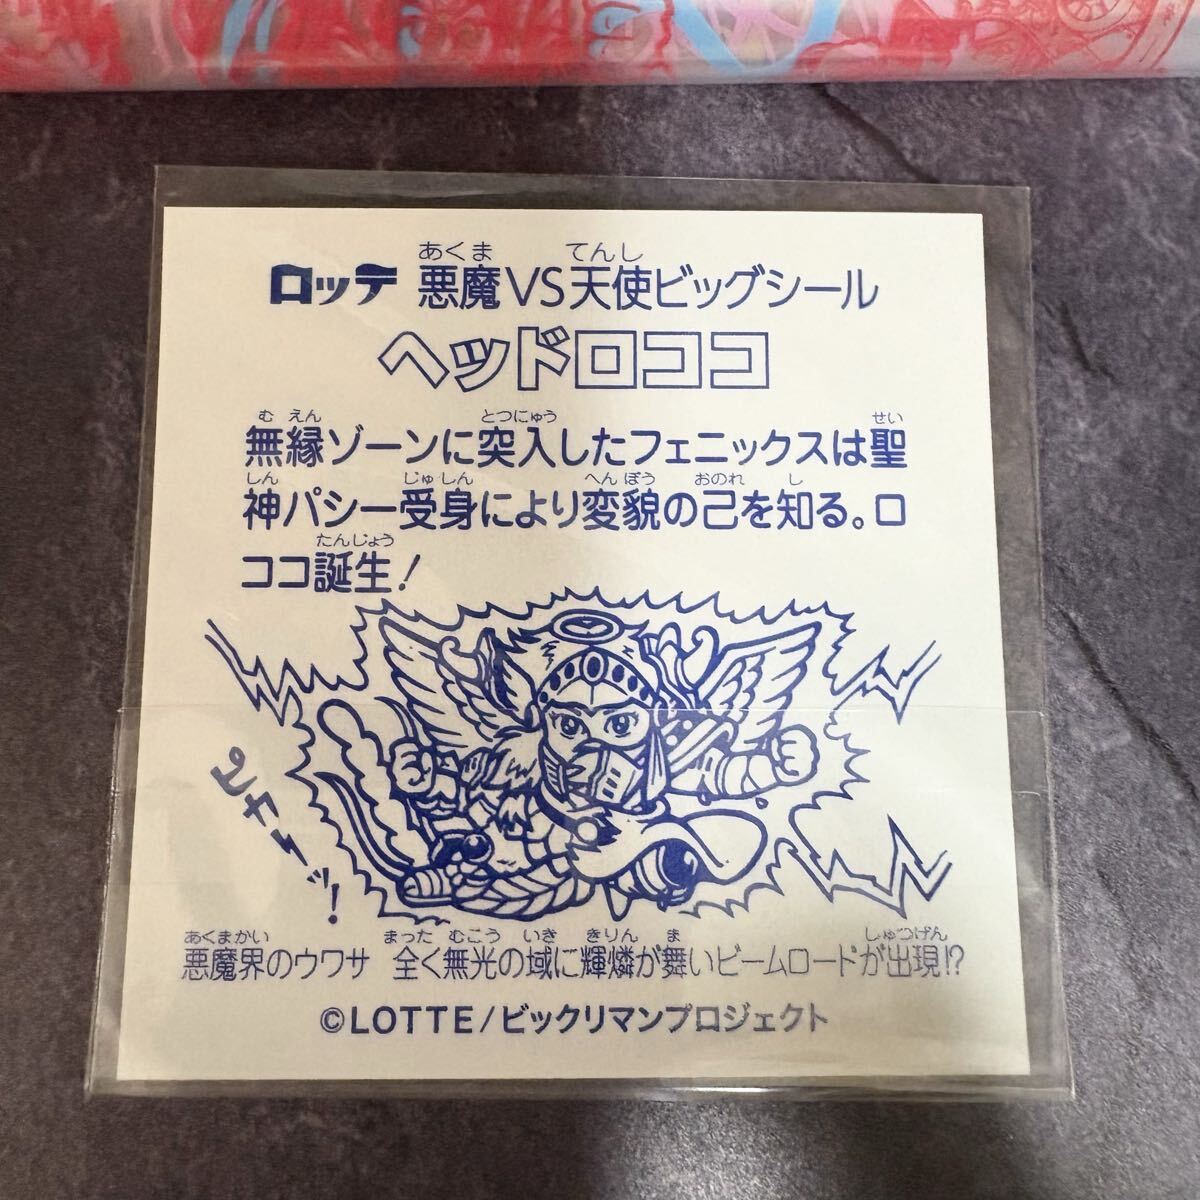 ロッテ 悪魔VS天使ビッグシール
ヘッドロココ
無縁ゾーンに突入したフェニックスは聖
神パシー受身により変貌の己を知る。ロ
ココ誕生!
ピカーーッ!
悪魔界のウワサ 全く無光の域に輝燐が舞いビームロードが出現!?
©LOTTE/ビックリマンプロジェクト